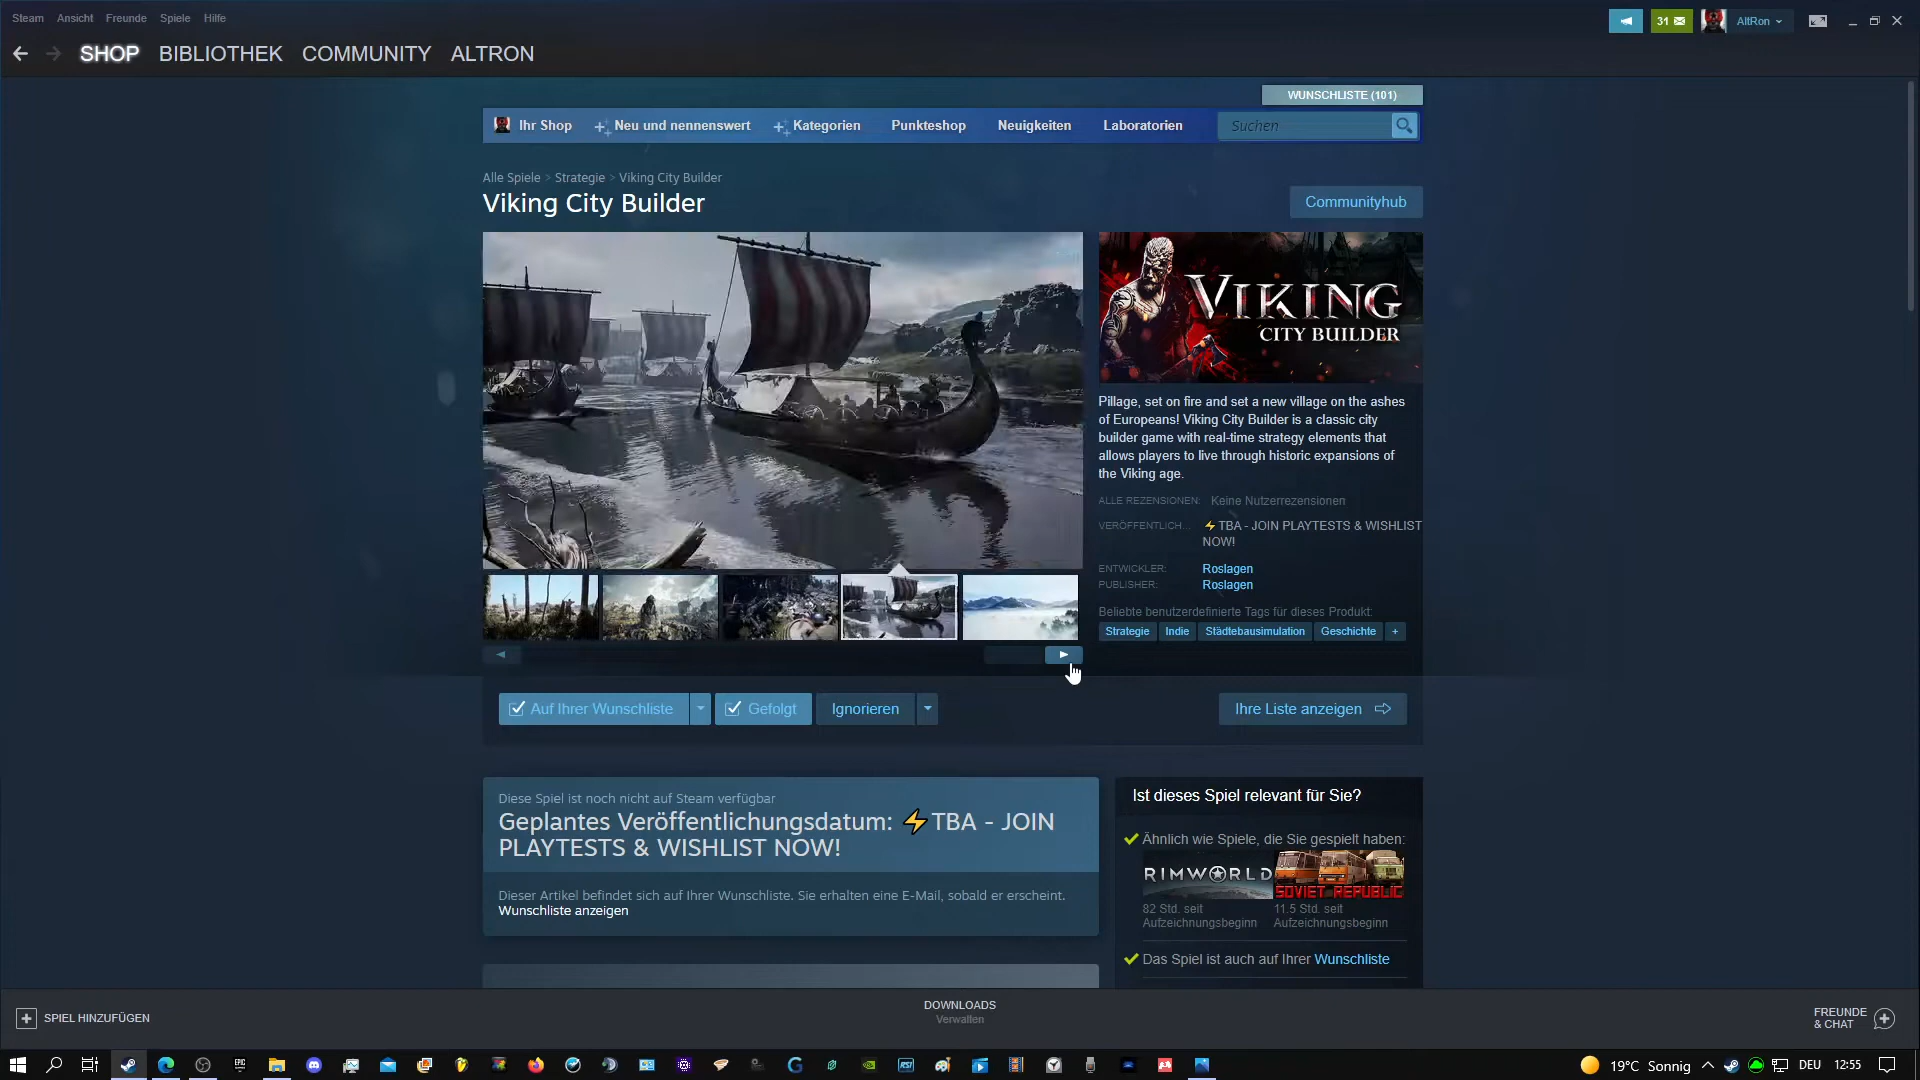 Steam Ansicht Freunde Spiele Hilfe
31
AltRon
SHOP BIBLIOTHEK COMMUNITY ALTRON
WUNSCHLISTE (101)
Ihr Shop Neu und nennenswert Kategorien Punkteshop Neuigkeiten Laboratorien Suchen
Alle Spiele > Strategie > Viking City Builder
Viking City Builder
Communityhub
VIKING
CITY BUILDER
Pillage, set on fire and set a new village on the ashes
of Europeans! Viking City Builder is a classic city
builder game with real-time strategy elements that
allows players to live through historic expansions of
the Viking age.
ALLE REZENSIONEN: Keine Nutzerrezensionen
VERÖFFENTLICH... ⚡TBA - JOIN PLAYTESTS & WISHLIST
NOW!
ENTWICKLER: Roslagen
PUBLISHER: Roslagen
Beliebte benutzerdefinierte Tags für dieses Produkt:
Strategie Indie Städtebausimulation Geschichte +
Auf Ihrer Wunschliste Gefolgt Ignorieren Ihre Liste anzeigen
Diese Spiel ist noch nicht auf Steam verfügbar
Geplantes Veröffentlichungsdatum: ⚡TBA - JOIN
PLAYTESTS & WISHLIST NOW!
Dieser Artikel befindet sich auf Ihrer Wunschliste. Sie erhalten eine E-Mail, sobald er erscheint.
Wunschliste anzeigen
Ist dieses Spiel relevant für Sie?
Ähnlich wie Spiele, die Sie gespielt haben:
RIMWORLD SOVIET REPUBLIC
82 Std. seit 11.5 Std. seit
Aufzeichnungsbeginn Aufzeichnungsbeginn
Das Spiel ist auch auf Ihrer Wunschliste
SPIEL HINZUFÜGEN
DOWNLOADS
Verwalten
FREUNDE
& CHAT
EPIC
19°C Sonnig DEU 12:55